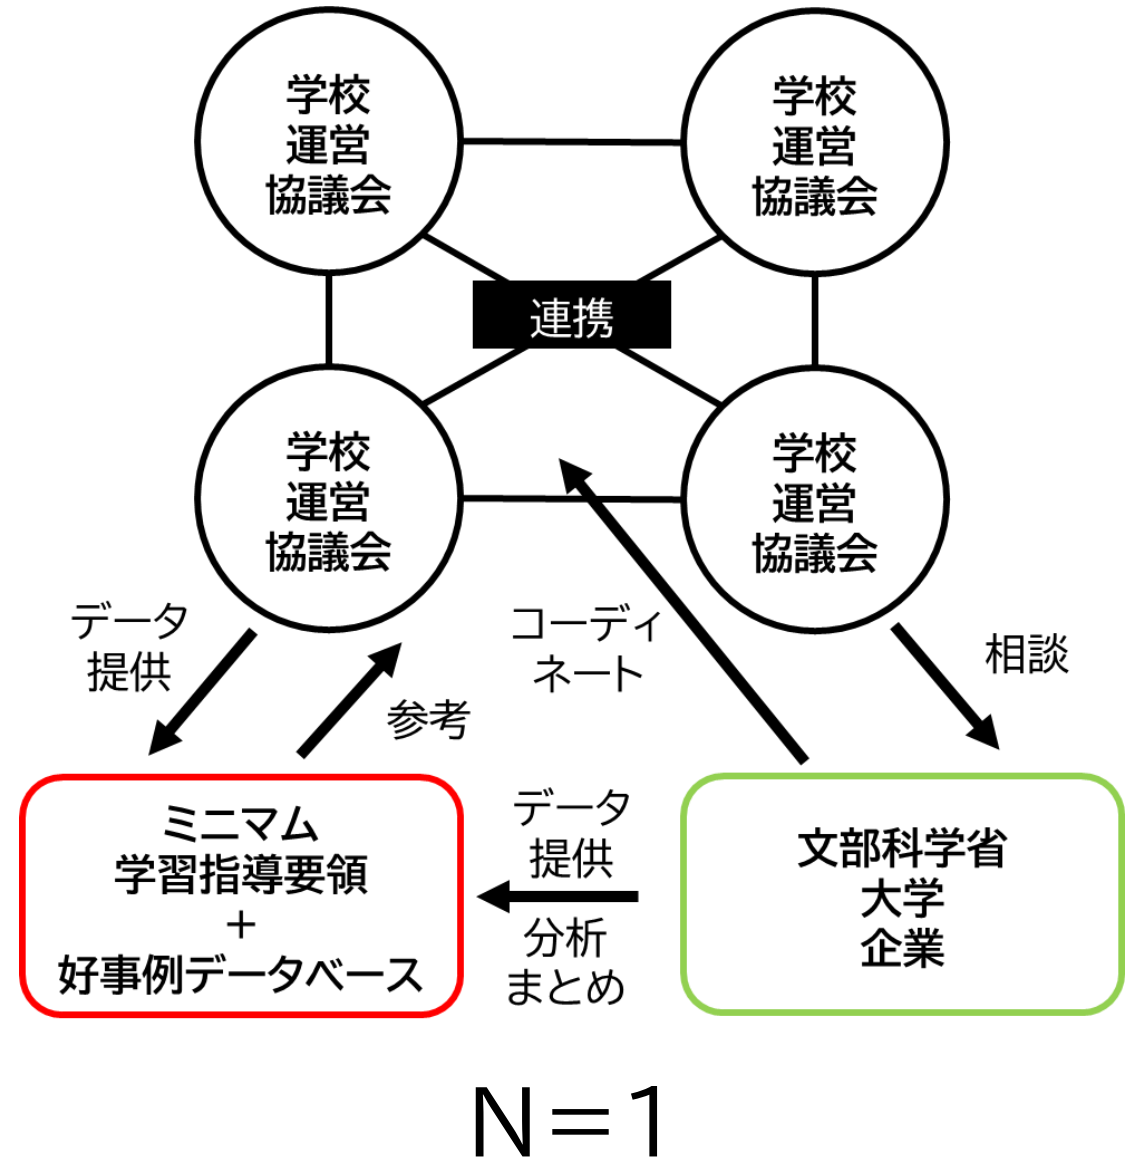 学校
運営
協議会
学校
運営
協議会
連携
学校
運営
協議会
学校
運営
協議会
データ
提供
参考
コーディ
ネート
相談
ミニマム
学習指導要領
+
好事例データベース
データ
提供
分析
まとめ
文部科学省
大学
企業
N=1